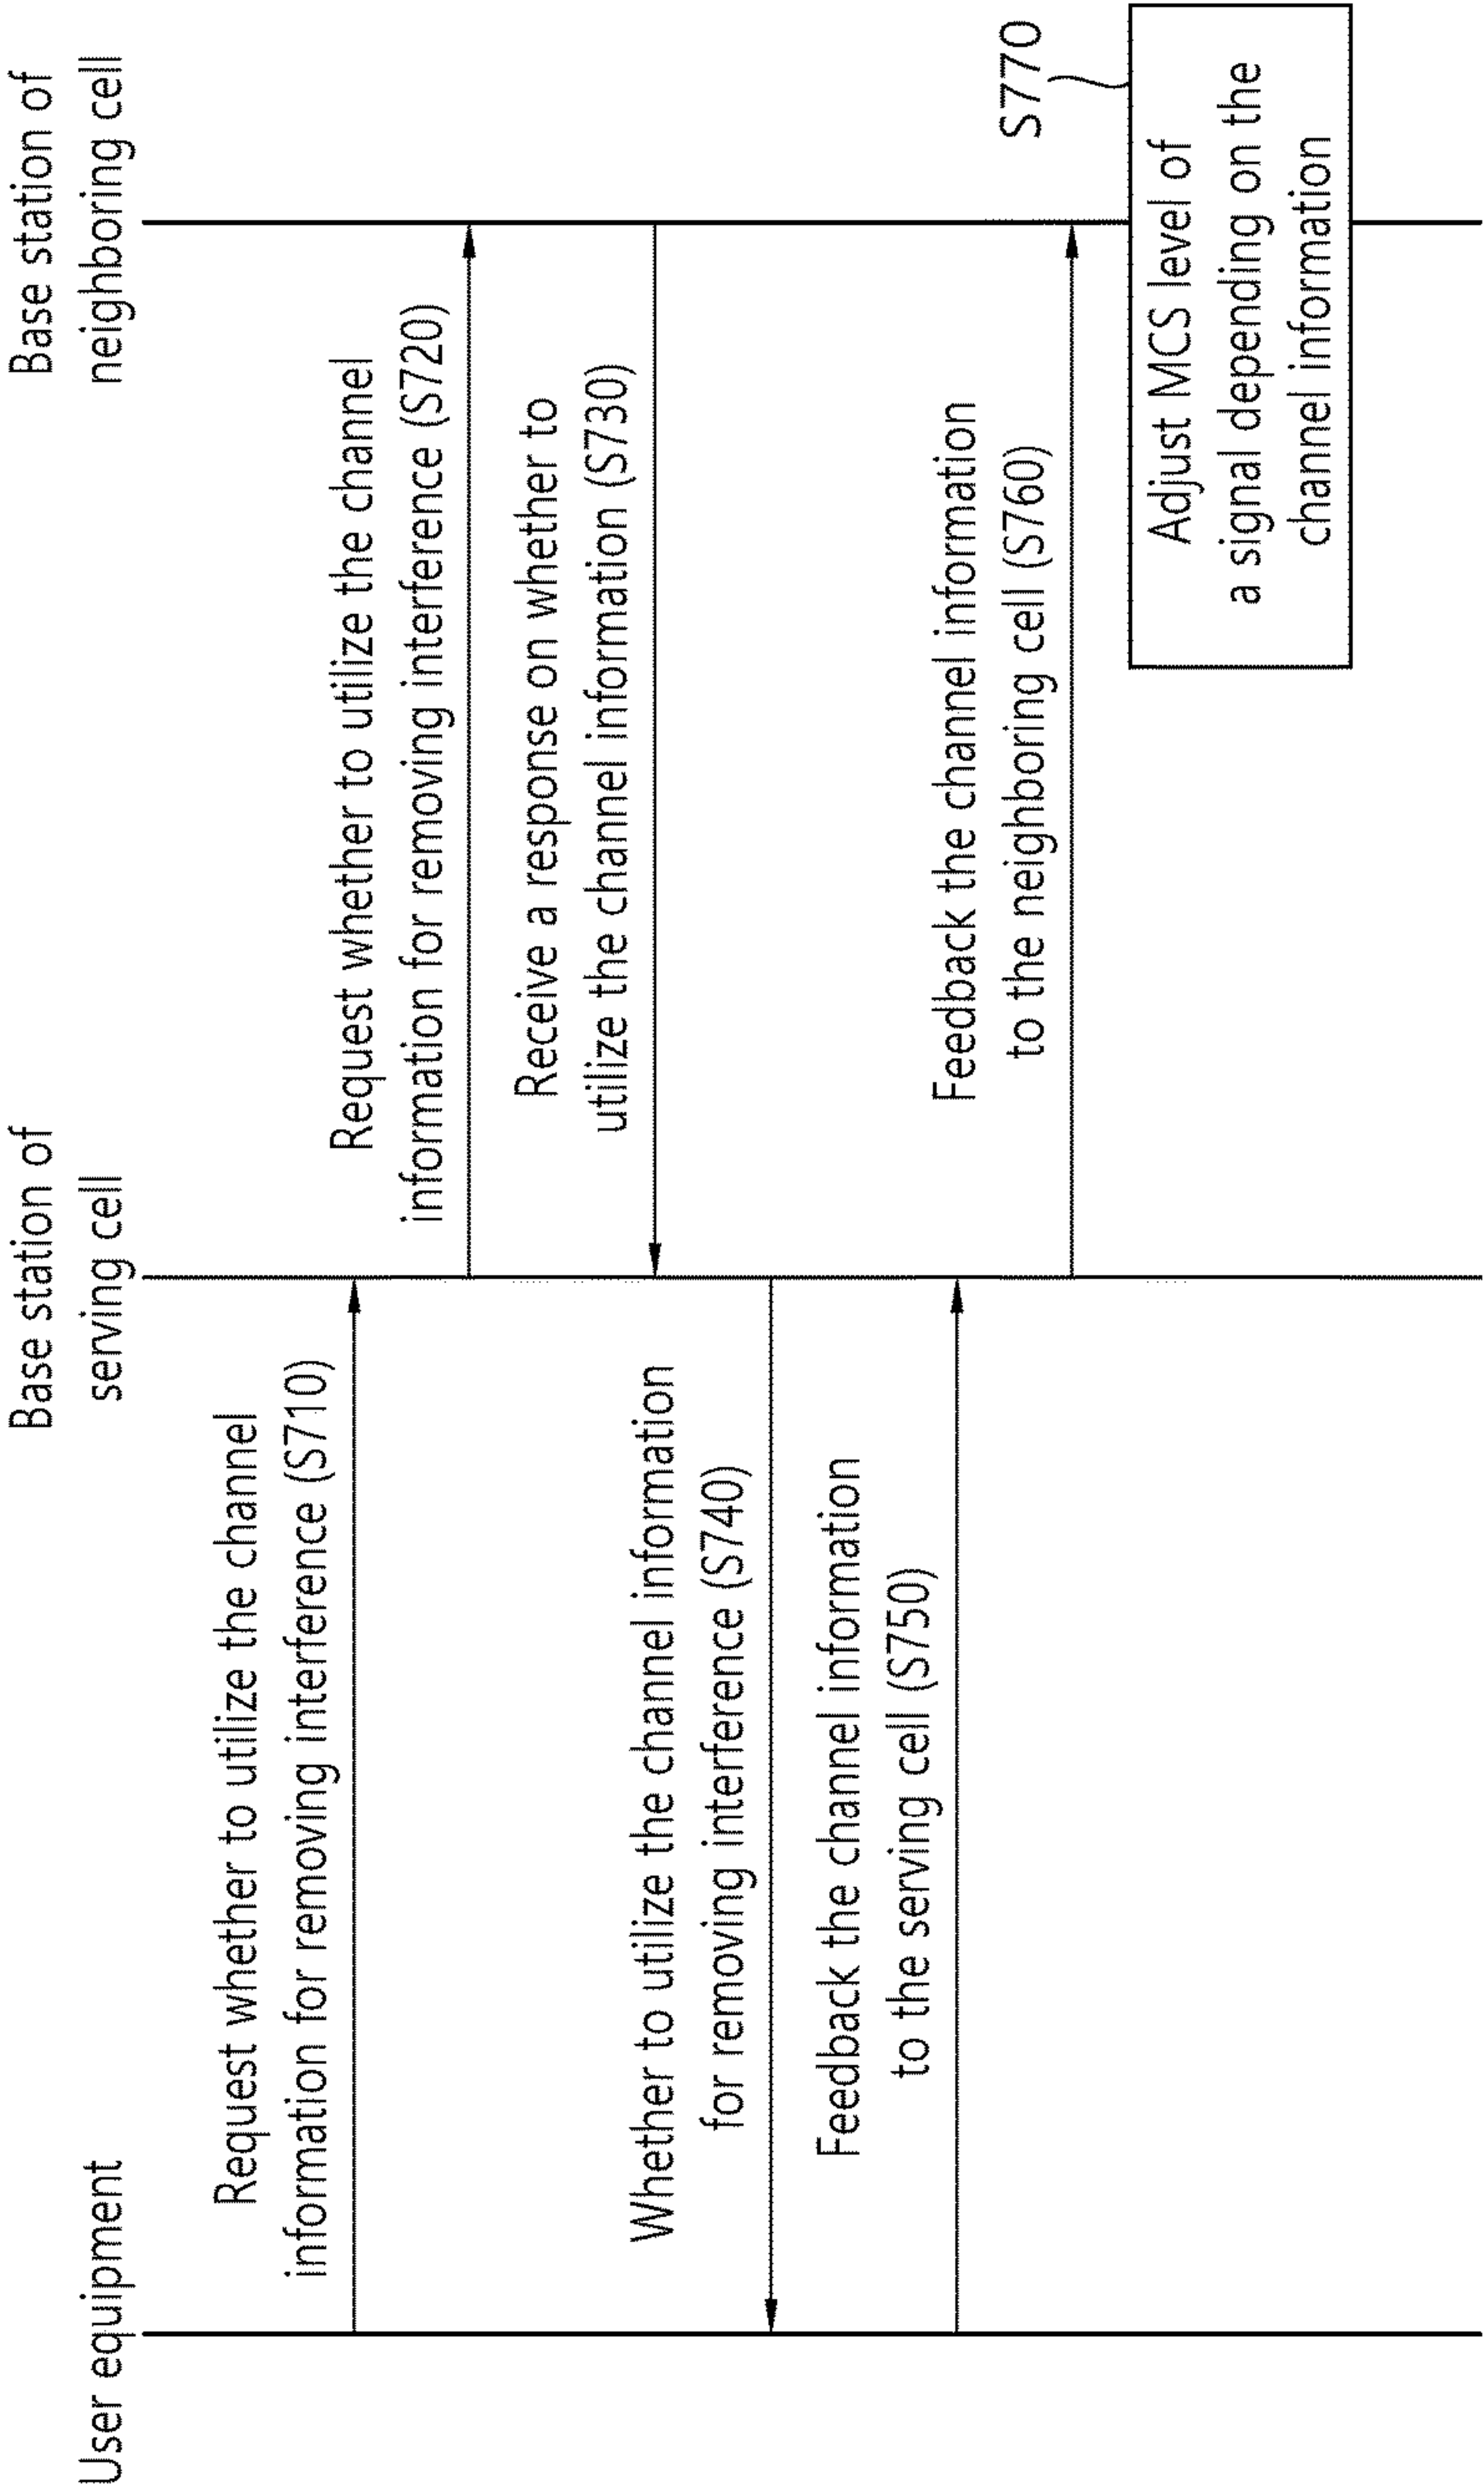 User equipment
Base station of
serving cell
Base station of
neighboring cell
Request whether to utilize the channel
information for removing interference (S710)
Request whether to utilize the channel
information for removing interference (S720)
Receive a response on whether to
utilize the channel information (S730)
Whether to utilize the channel information
for removing interference (S740)
Feedback the channel information
to the serving cell (S750)
Feedback the channel information
to the neighboring cell (S760)
S770
Adjust MCS level of
a signal depending on the
channel information